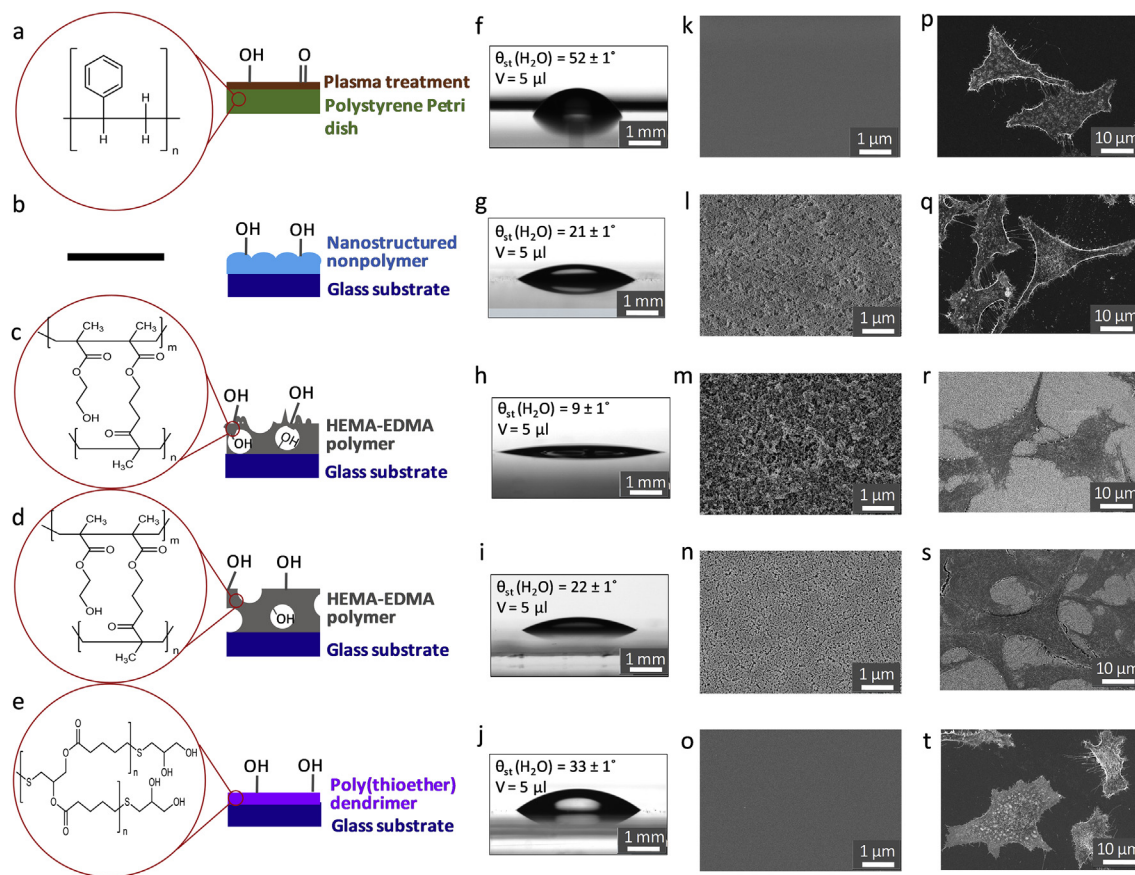 a
H
H
H
n
OH
O
Plasma treatment
Polystyrene Petri
dish
f
θst (H2O) = 52 ± 1˚
V = 5 µl
1 mm
k
1 µm
p
10 µm
b
OH
OH
Nanostructured
nonpolymer
Glass substrate
g
θst (H2O) = 21 ± 1˚
V = 5 µl
1 mm
l
1 µm
q
10 µm
c
CH3
CH3
m
O
O
O
O
OH
O
n
H3C
OH
OH
OH
OH
HEMA-EDMA
polymer
Glass substrate
h
θst (H2O) = 9 ± 1˚
V = 5 µl
1 mm
m
1 µm
r
10 µm
d
CH3
CH3
m
O
O
O
O
OH
O
n
CH3
OH
OH
OH
HEMA-EDMA
polymer
Glass substrate
i
θst (H2O) = 22 ± 1˚
V = 5 µl
1 mm
n
1 µm
s
10 µm
e
O
O
n
S
OH
OH
S
O
O
n
S
OH
OH
OH
OH
Poly(thioether)
dendrimer
Glass substrate
j
θst (H2O) = 33 ± 1˚
V = 5 µl
1 mm
o
1 µm
t
10 µm